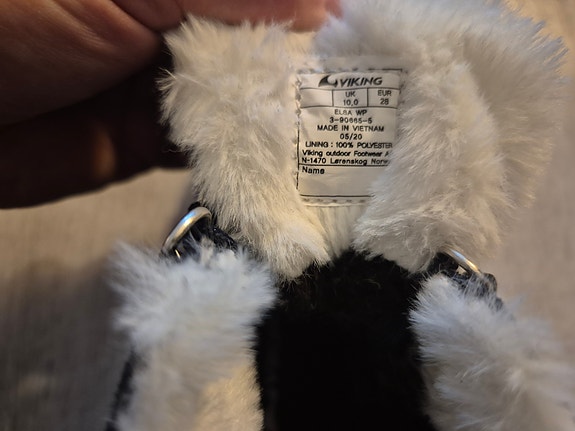 VIKING
UK EUR
10,0 28
ELSA WP
3-90665-5
MADE IN VIETNAM
05/20
LINING : 100% POLYESTER
Viking outdoor Footwear A
N-1470 Lørenskog Norw
Name